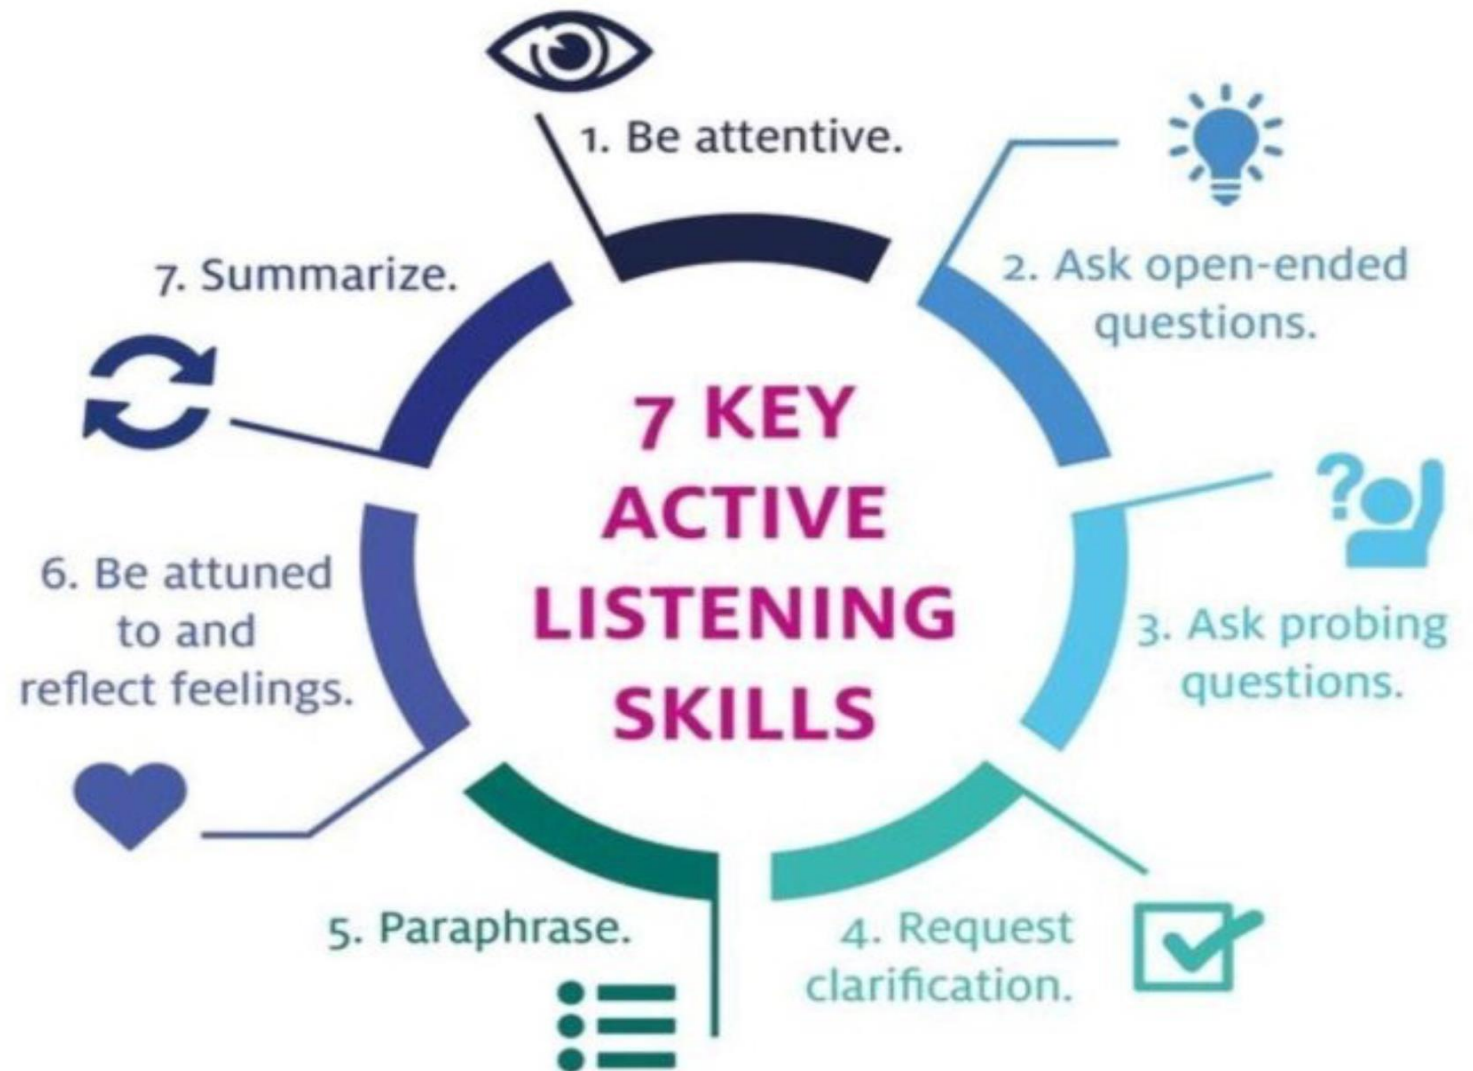 7 KEY
ACTIVE
LISTENING
SKILLS
1. Be attentive.
2. Ask open-ended
questions.
3. Ask probing
questions.
4. Request
clarification.
5. Paraphrase.
6. Be attuned
to and
reflect feelings.
7. Summarize.
?